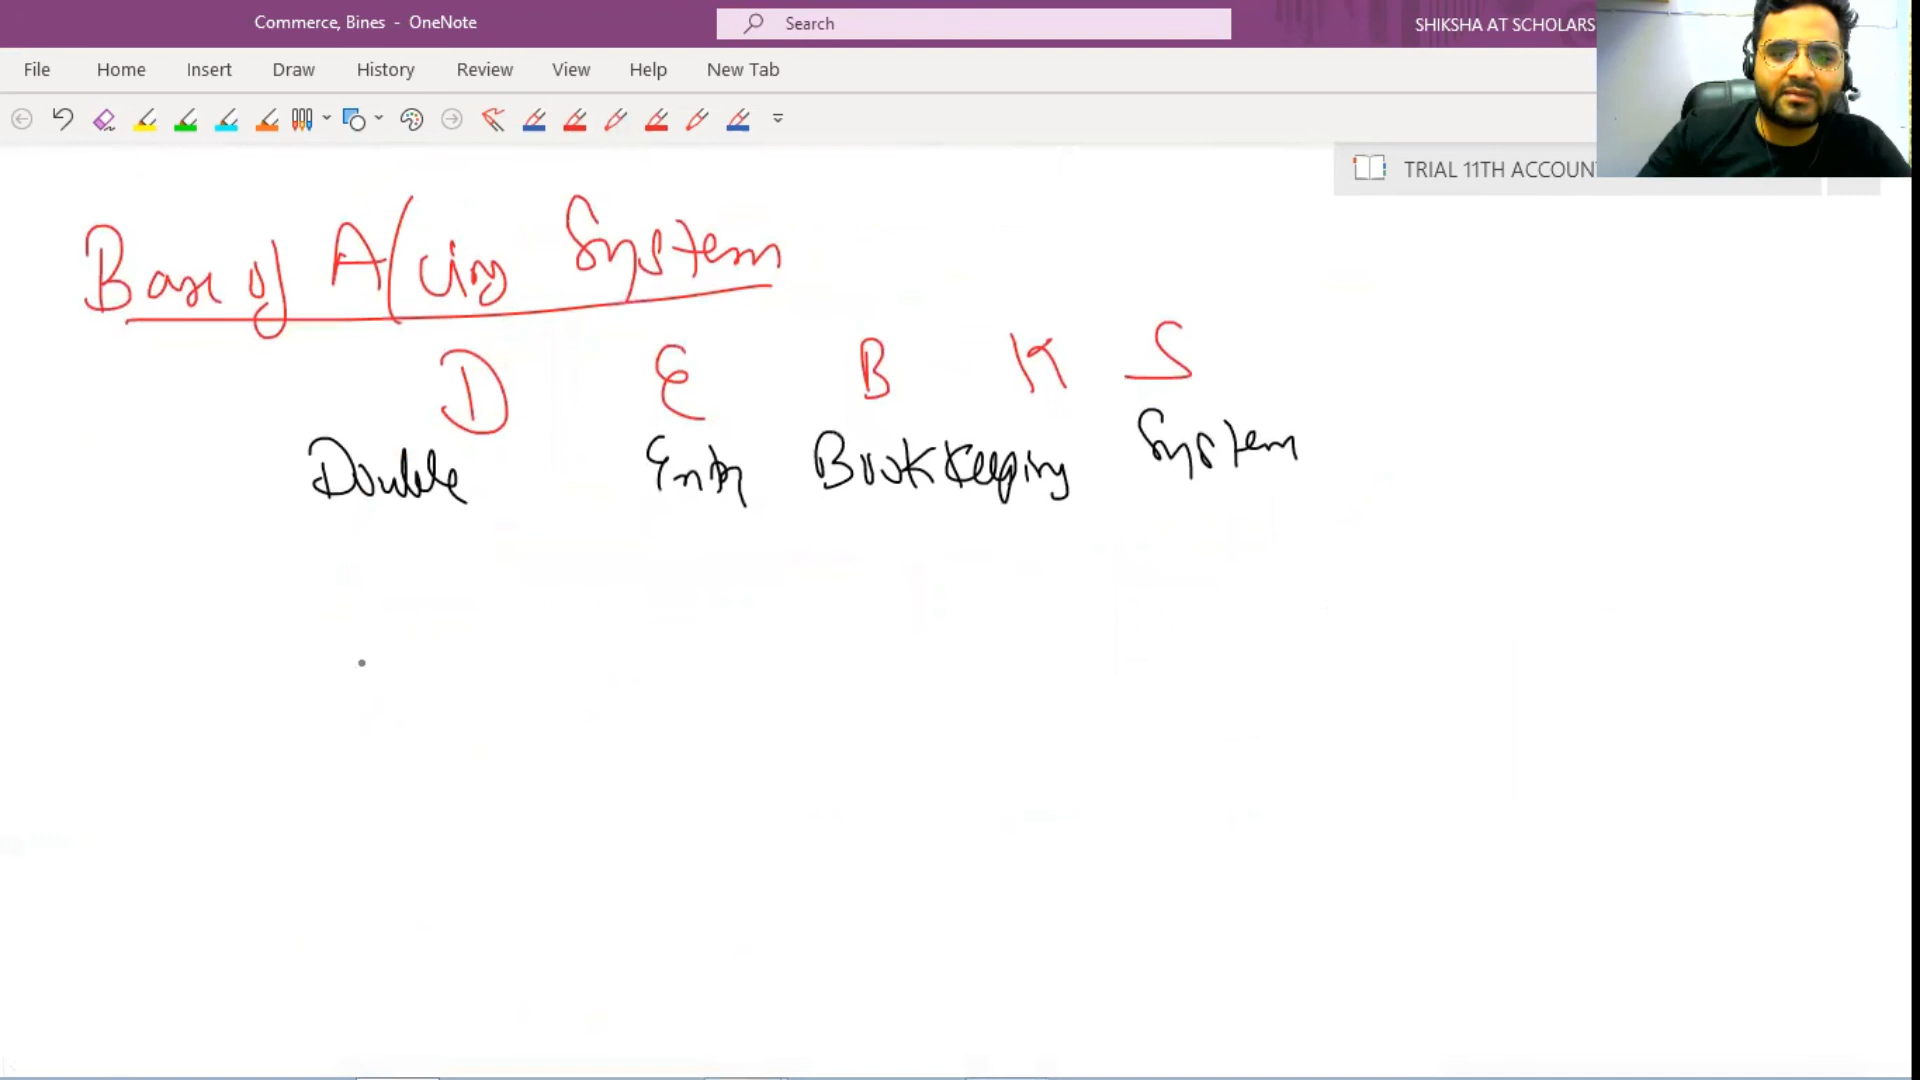 Commerce, Bines - OneNote
Search
SHIKSHA AT SCHOLARS
File Home Insert Draw History Review View Help New Tab
TRIAL 11TH ACCOUN
Base of A/cing System
D E B K S
Double Entry Bookkeeping System